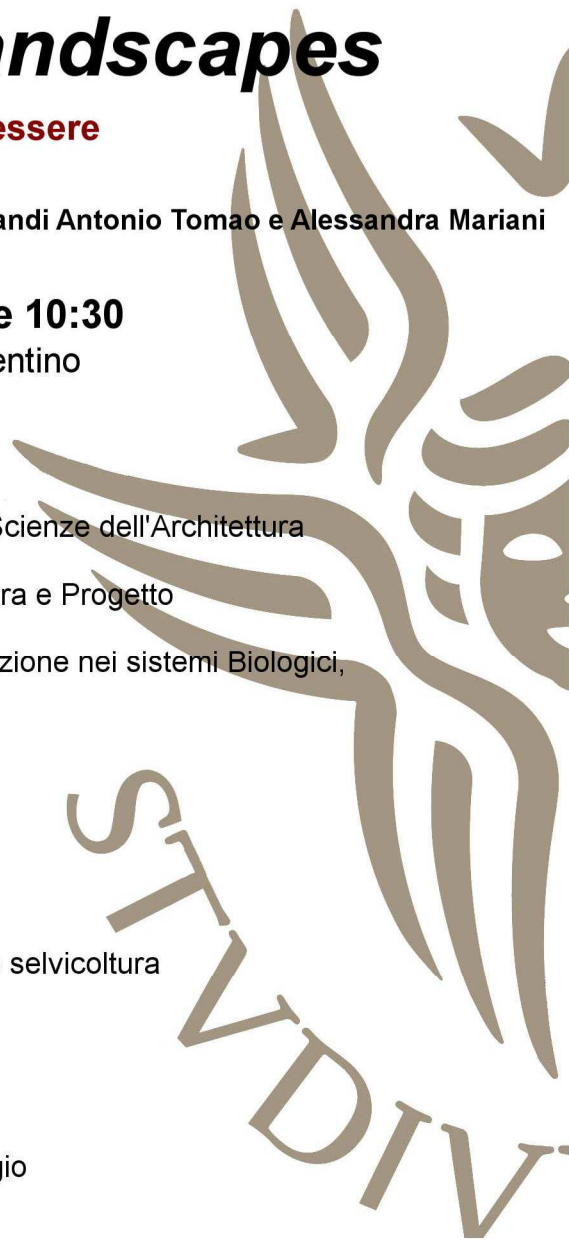 andscapes
essere
andi Antonio Tomao e Alessandra Mariani
e 10:30
entino
Scienze dell'Architettura
ra e Progetto
zione nei sistemi Biologici,
selvicoltura
gio
STVDIV